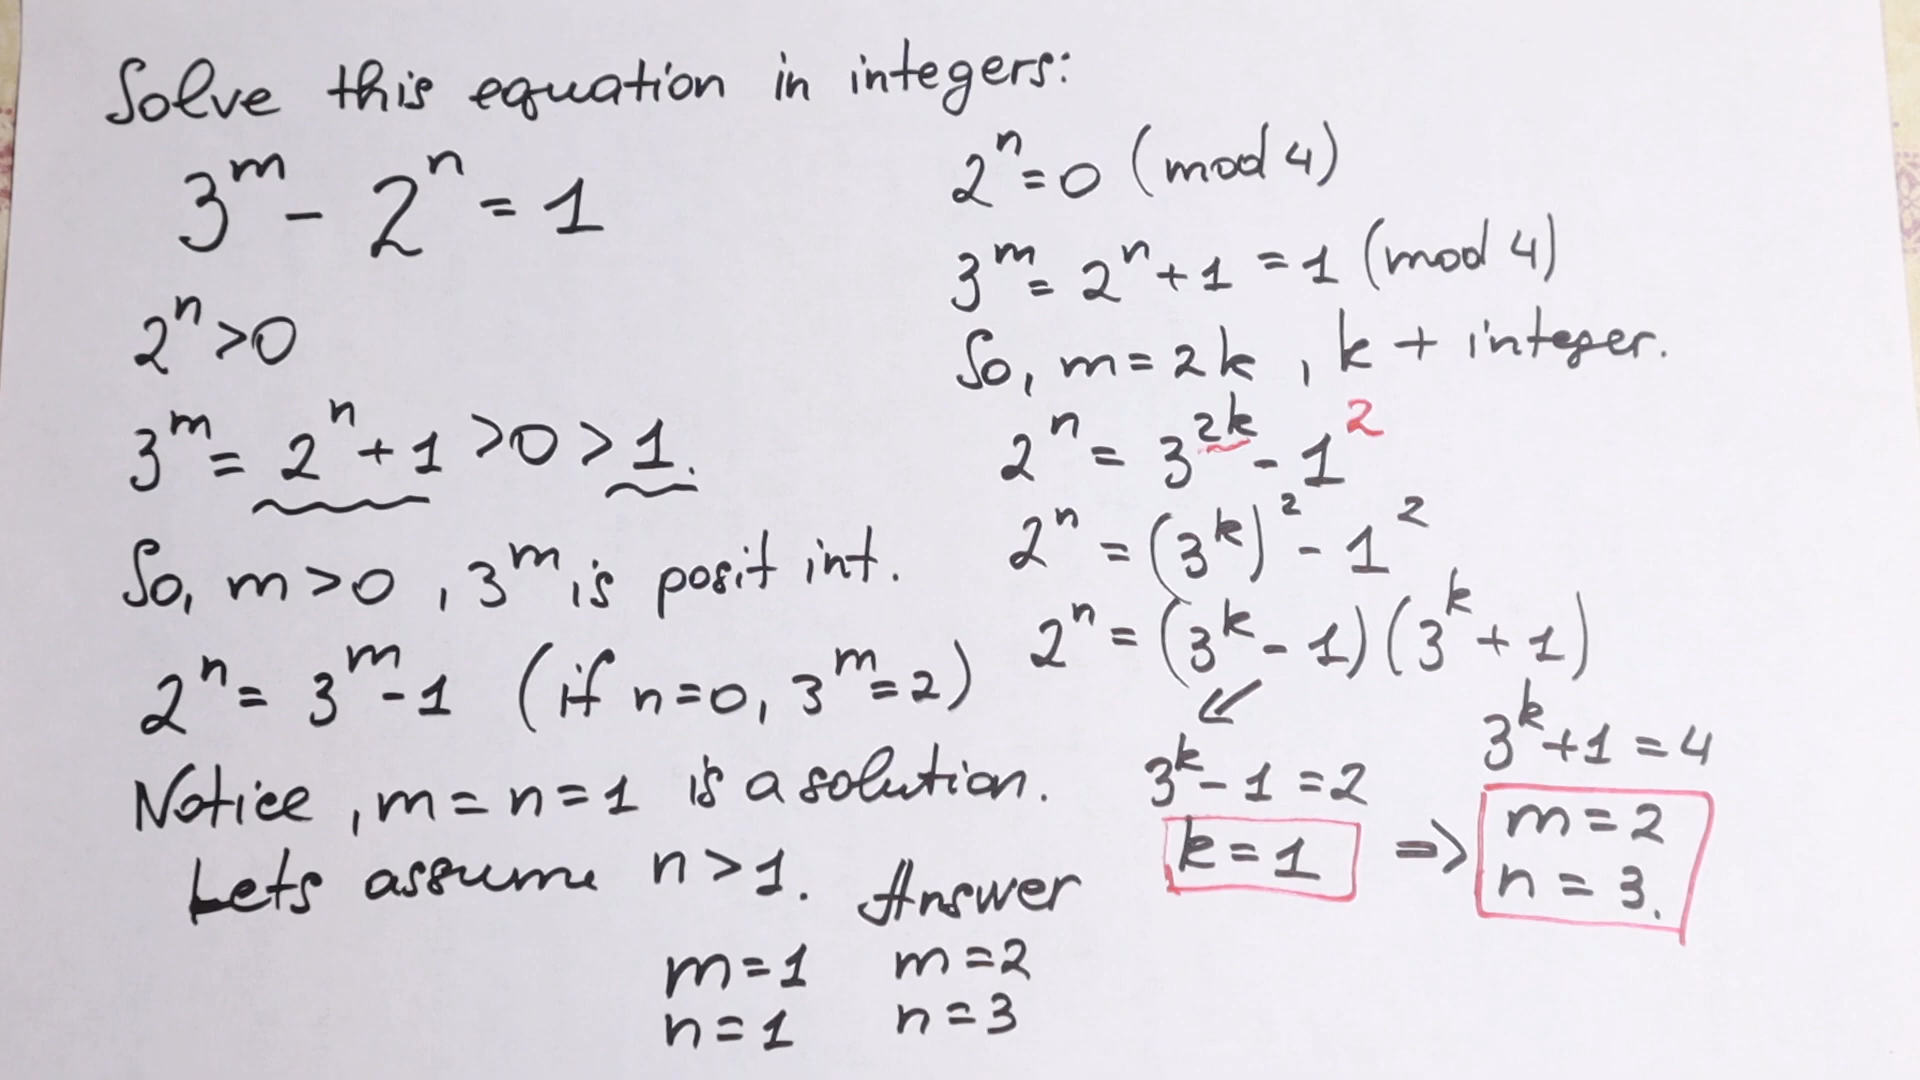 Solve this equation in integers:
3^m - 2^n = 1
2^n > 0
3^m = 2^n + 1 > 0 > 1.
So, m > 0, 3^m is posit int.
2^n = 3^m - 1 (if n = 0, 3^m = 2)
Notice, m = n = 1 is a solution.
Lets assume n > 1.
2^n = 0 (mod 4)
3^m = 2^n + 1 = 1 (mod 4)
So, m = 2k, k + integer.
2^n = 3^2k - 1^2
2^n = (3^k)^2 - 1^2
2^n = (3^k - 1)(3^k + 1)
3^k - 1 = 2
k = 1
3^k + 1 = 4
⇒ m = 2
n = 3.
Answer
m = 1 m = 2
n = 1 n = 3